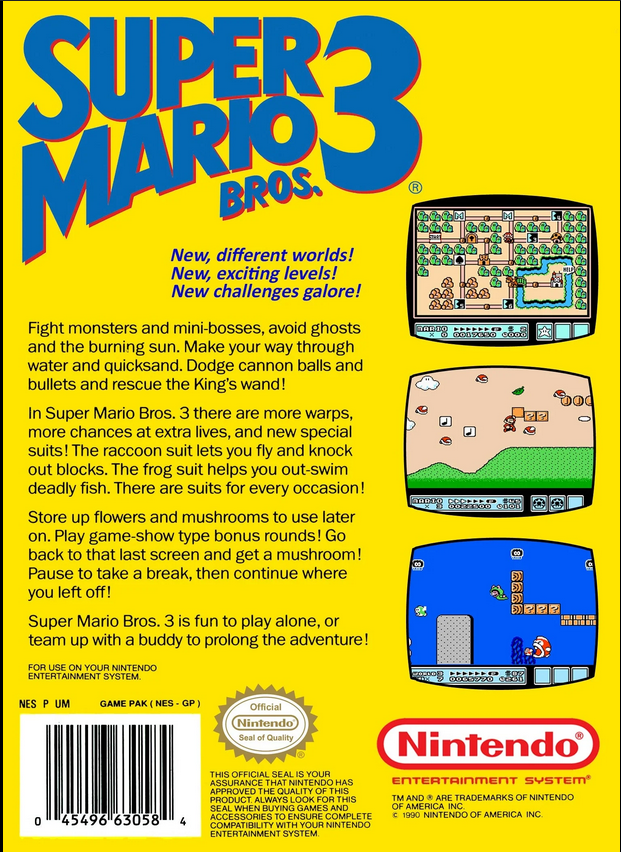 SUPER
MARIO
BROS. 3 ®
New, different worlds!
New, exciting levels!
New challenges galore!
Fight monsters and mini-bosses, avoid ghosts
and the burning sun. Make your way through
water and quicksand. Dodge cannon balls and
bullets and rescue the King's wand!
In Super Mario Bros. 3 there are more warps,
more chances at extra lives, and new special
suits! The raccoon suit lets you fly and knock
out blocks. The frog suit helps you out-swim
deadly fish. There are suits for every occasion!
Store up flowers and mushrooms to use later
on. Play game-show type bonus rounds! Go
back to that last screen and get a mushroom!
Pause to take a break, then continue where
you left off!
Super Mario Bros. 3 is fun to play alone, or
team up with a buddy to prolong the adventure!
FOR USE ON YOUR NINTENDO
ENTERTAINMENT SYSTEM.
NES P UM GAME PAK ( NES - GP )
0 45496 63058 4
Official
Nintendo
Seal of Quality
®
THIS OFFICIAL SEAL IS YOUR
ASSURANCE THAT NINTENDO HAS
APPROVED THE QUALITY OF THIS
PRODUCT. ALWAYS LOOK FOR THIS
SEAL WHEN BUYING GAMES AND
ACCESSORIES TO ENSURE COMPLETE
COMPATIBILITY WITH YOUR NINTENDO
ENTERTAINMENT SYSTEM.
START
HELP
Nintendo®
ENTERTAINMENT SYSTEM®
TM AND ® ARE TRADEMARKS OF NINTENDO
OF AMERICA INC.
© 1990 NINTENDO OF AMERICA INC.